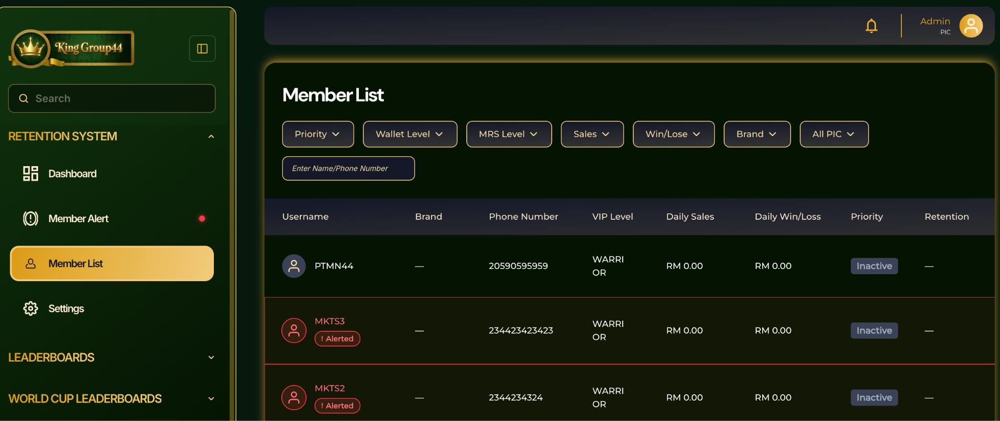 King Group44
Search
RETENTION SYSTEM
Dashboard
Member Alert
Member List
Settings
LEADERBOARDS
WORLD CUP LEADERBOARDS
Admin
PIC
Member List
Priority
Wallet Level
MRS Level
Sales
Win/Lose
Brand
All PIC
Enter Name/Phone Number
Username Brand Phone Number VIP Level Daily Sales Daily Win/Loss Priority Retention
PTMN44 — 20590595959 WARRI
OR RM 0.00 RM 0.00 Inactive —
MKTS3
! Alerted — 234423423423 WARRI
OR RM 0.00 RM 0.00 Inactive —
MKTS2
! Alerted — 2344234324 WARRI
OR RM 0.00 RM 0.00 Inactive —